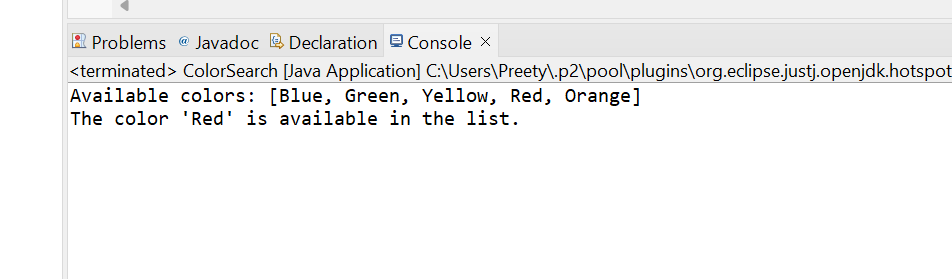 Problems @ Javadoc Declaration Console
<terminated> ColorSearch [Java Application] C:\Users\Preety\.p2\pool\plugins\org.eclipse.justj.openjdk.hotspot
Available colors: [Blue, Green, Yellow, Red, Orange]
The color 'Red' is available in the list.